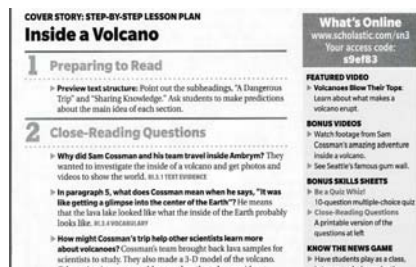 COVER STORY: STEP-BY-STEP LESSON PLAN
Inside a Volcano
1 Preparing to Read
▶ Preview text structure: Point out the subheadings, "A Dangerous
Trip" and "Sharing Knowledge." Ask students to make predictions
about the main idea of each section.
2 Close-Reading Questions
▶ Why did Sam Cossman and his team travel inside Ambrym? They
wanted to investigate the inside of a volcano and get photos and
videos to show the world. RI.3.1 TEXT EVIDENCE
▶ In paragraph 5, what does Cossman mean when he says, "It was
like getting a glimpse into the center of the Earth"? He means
that the lava lake looked like what the inside of the Earth probably
looks like. RI.3.4 VOCABULARY
▶ How might Cossman's trip help other scientists learn more
about volcanoes? Cossman's team brought back lava samples for
scientists to study. They also made a 3-D model of the volcano.
What's Online
www.scholastic.com/sn3
Your access code:
s9ef83
FEATURED VIDEO
▶ Volcanoes Blow Their Tops:
Learn about what makes a
volcano erupt.
BONUS VIDEOS
▶ Watch footage from Sam
Cossman's amazing adventure
inside a volcano.
▶ See Seattle's famous gum wall.
BONUS SKILLS SHEETS
▶ Be a Quiz Whiz!
10-question multiple-choice quiz
▶ Close-Reading Questions
A printable version of the
questions at left
KNOW THE NEWS GAME
▶ Have students play as a class,